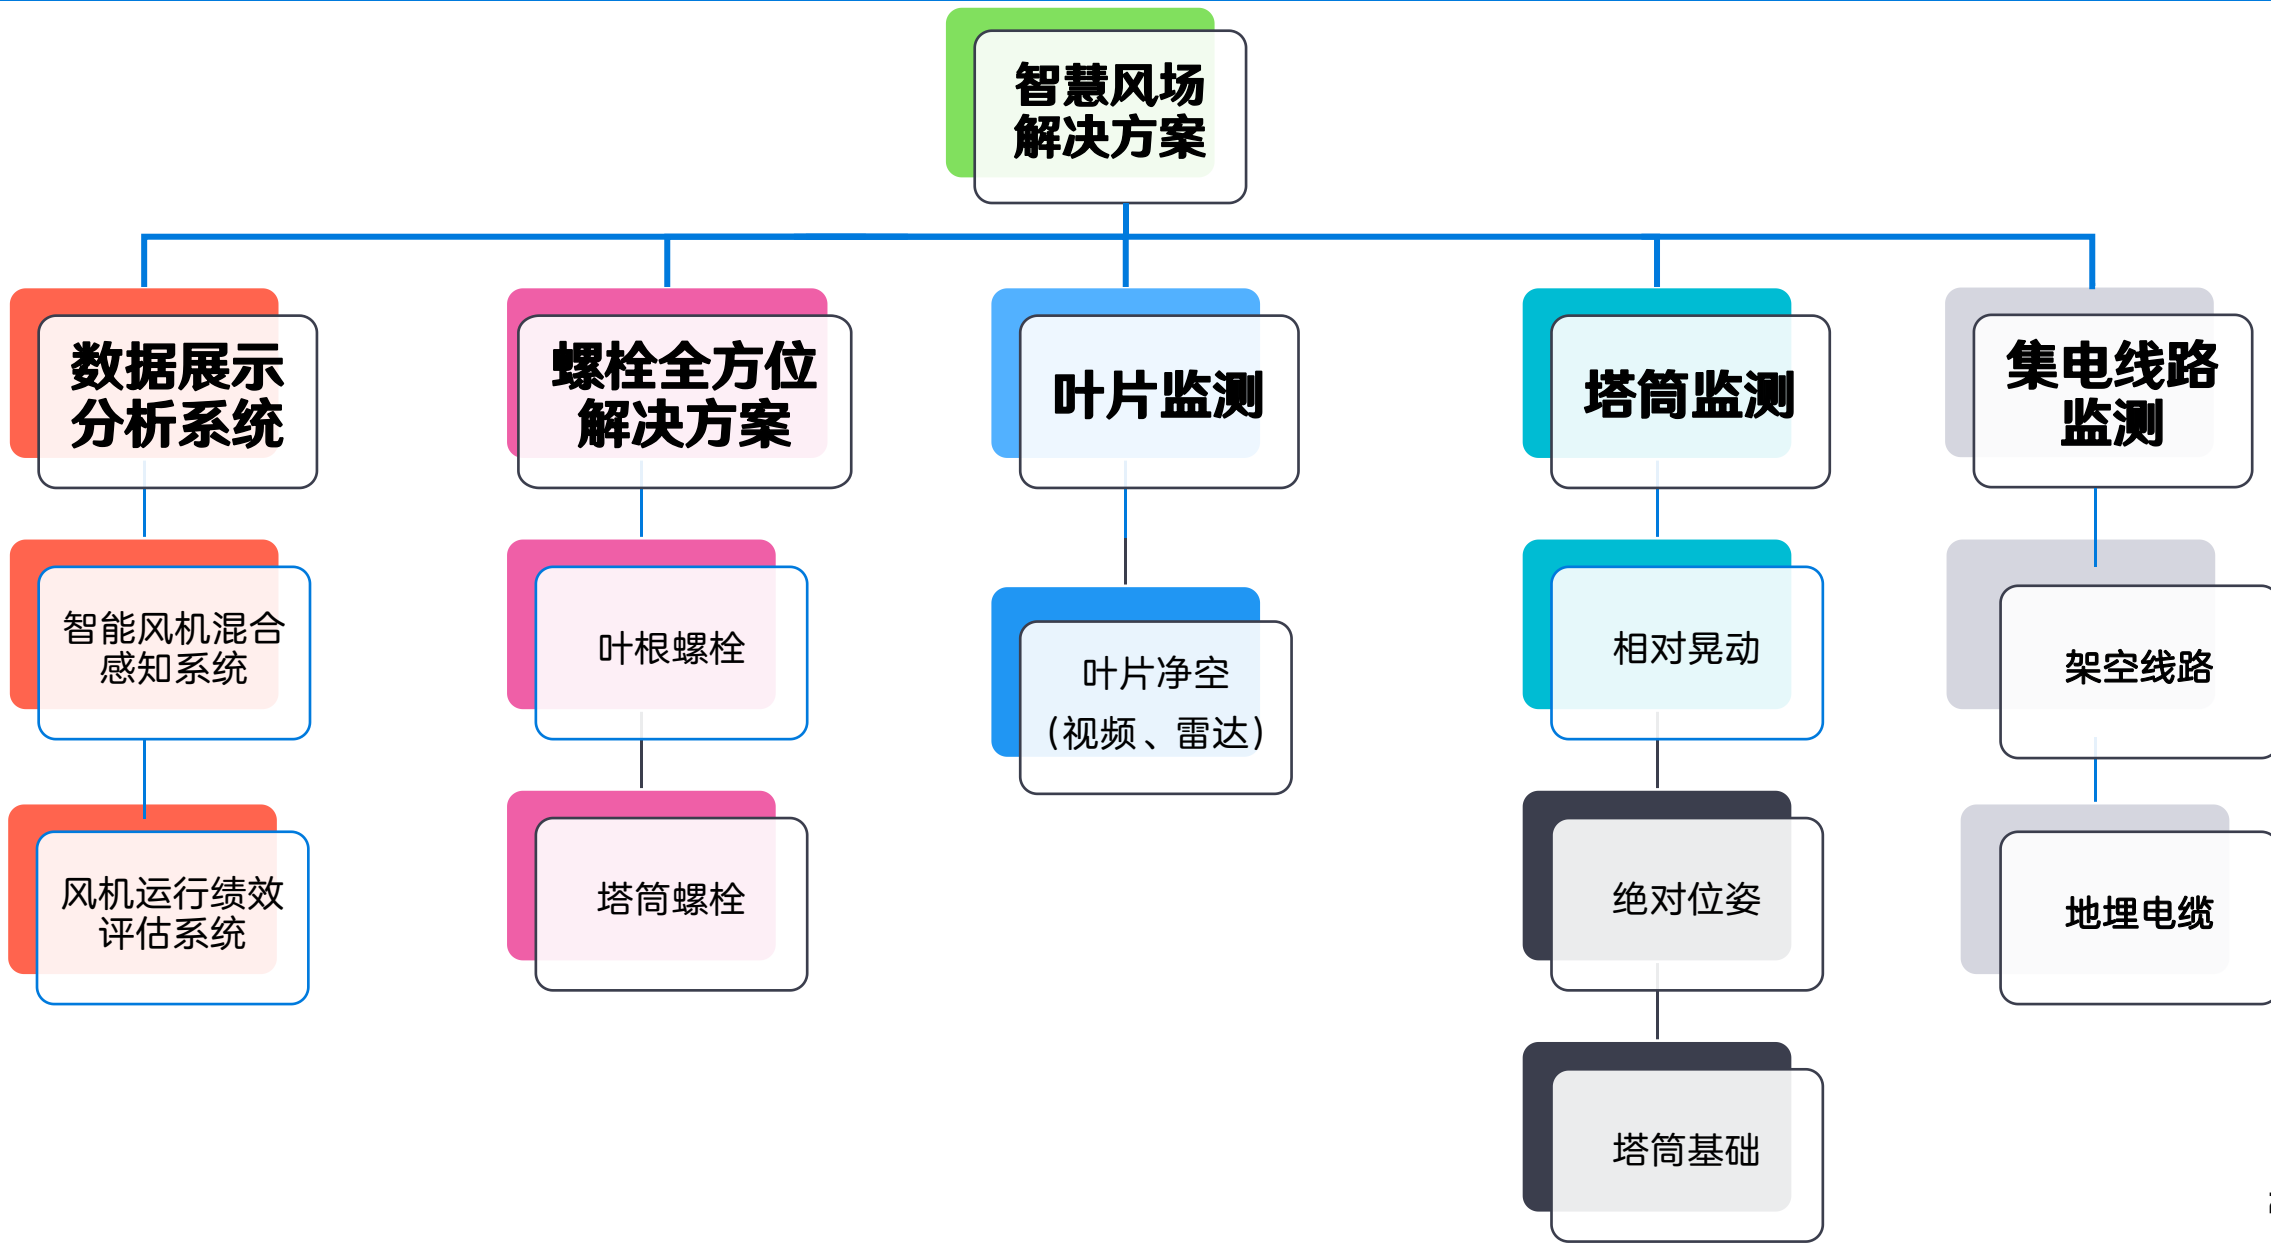 智慧风场
解决方案
数据展示
分析系统
螺栓全方位
解决方案
叶片监测
塔筒监测
集电线路
监测
智能风机混合
感知系统
叶根螺栓
叶片净空
（视频、雷达）
相对晃动
架空线路
风机运行绩效
评估系统
塔筒螺栓
绝对位姿
地埋电缆
塔筒基础